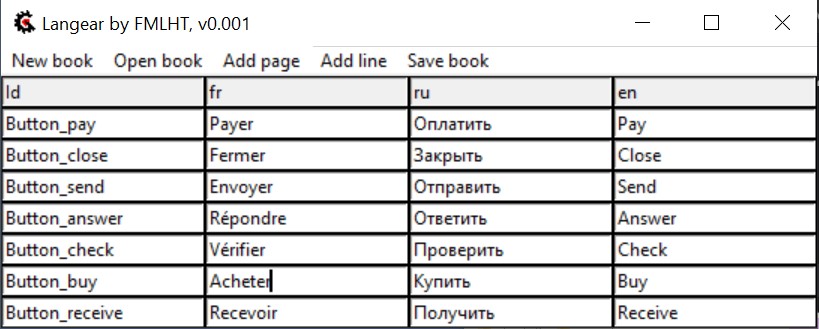 Langear by FMLHT, v0.001
New book Open book Add page Add line Save book
Id fr ru en
Button_pay Payer Оплатить Pay
Button_close Fermer Закрыть Close
Button_send Envoyer Отправить Send
Button_answer Répondre Ответить Answer
Button_check Vérifier Проверить Check
Button_buy Acheter Купить Buy
Button_receive Recevoir Получить Receive